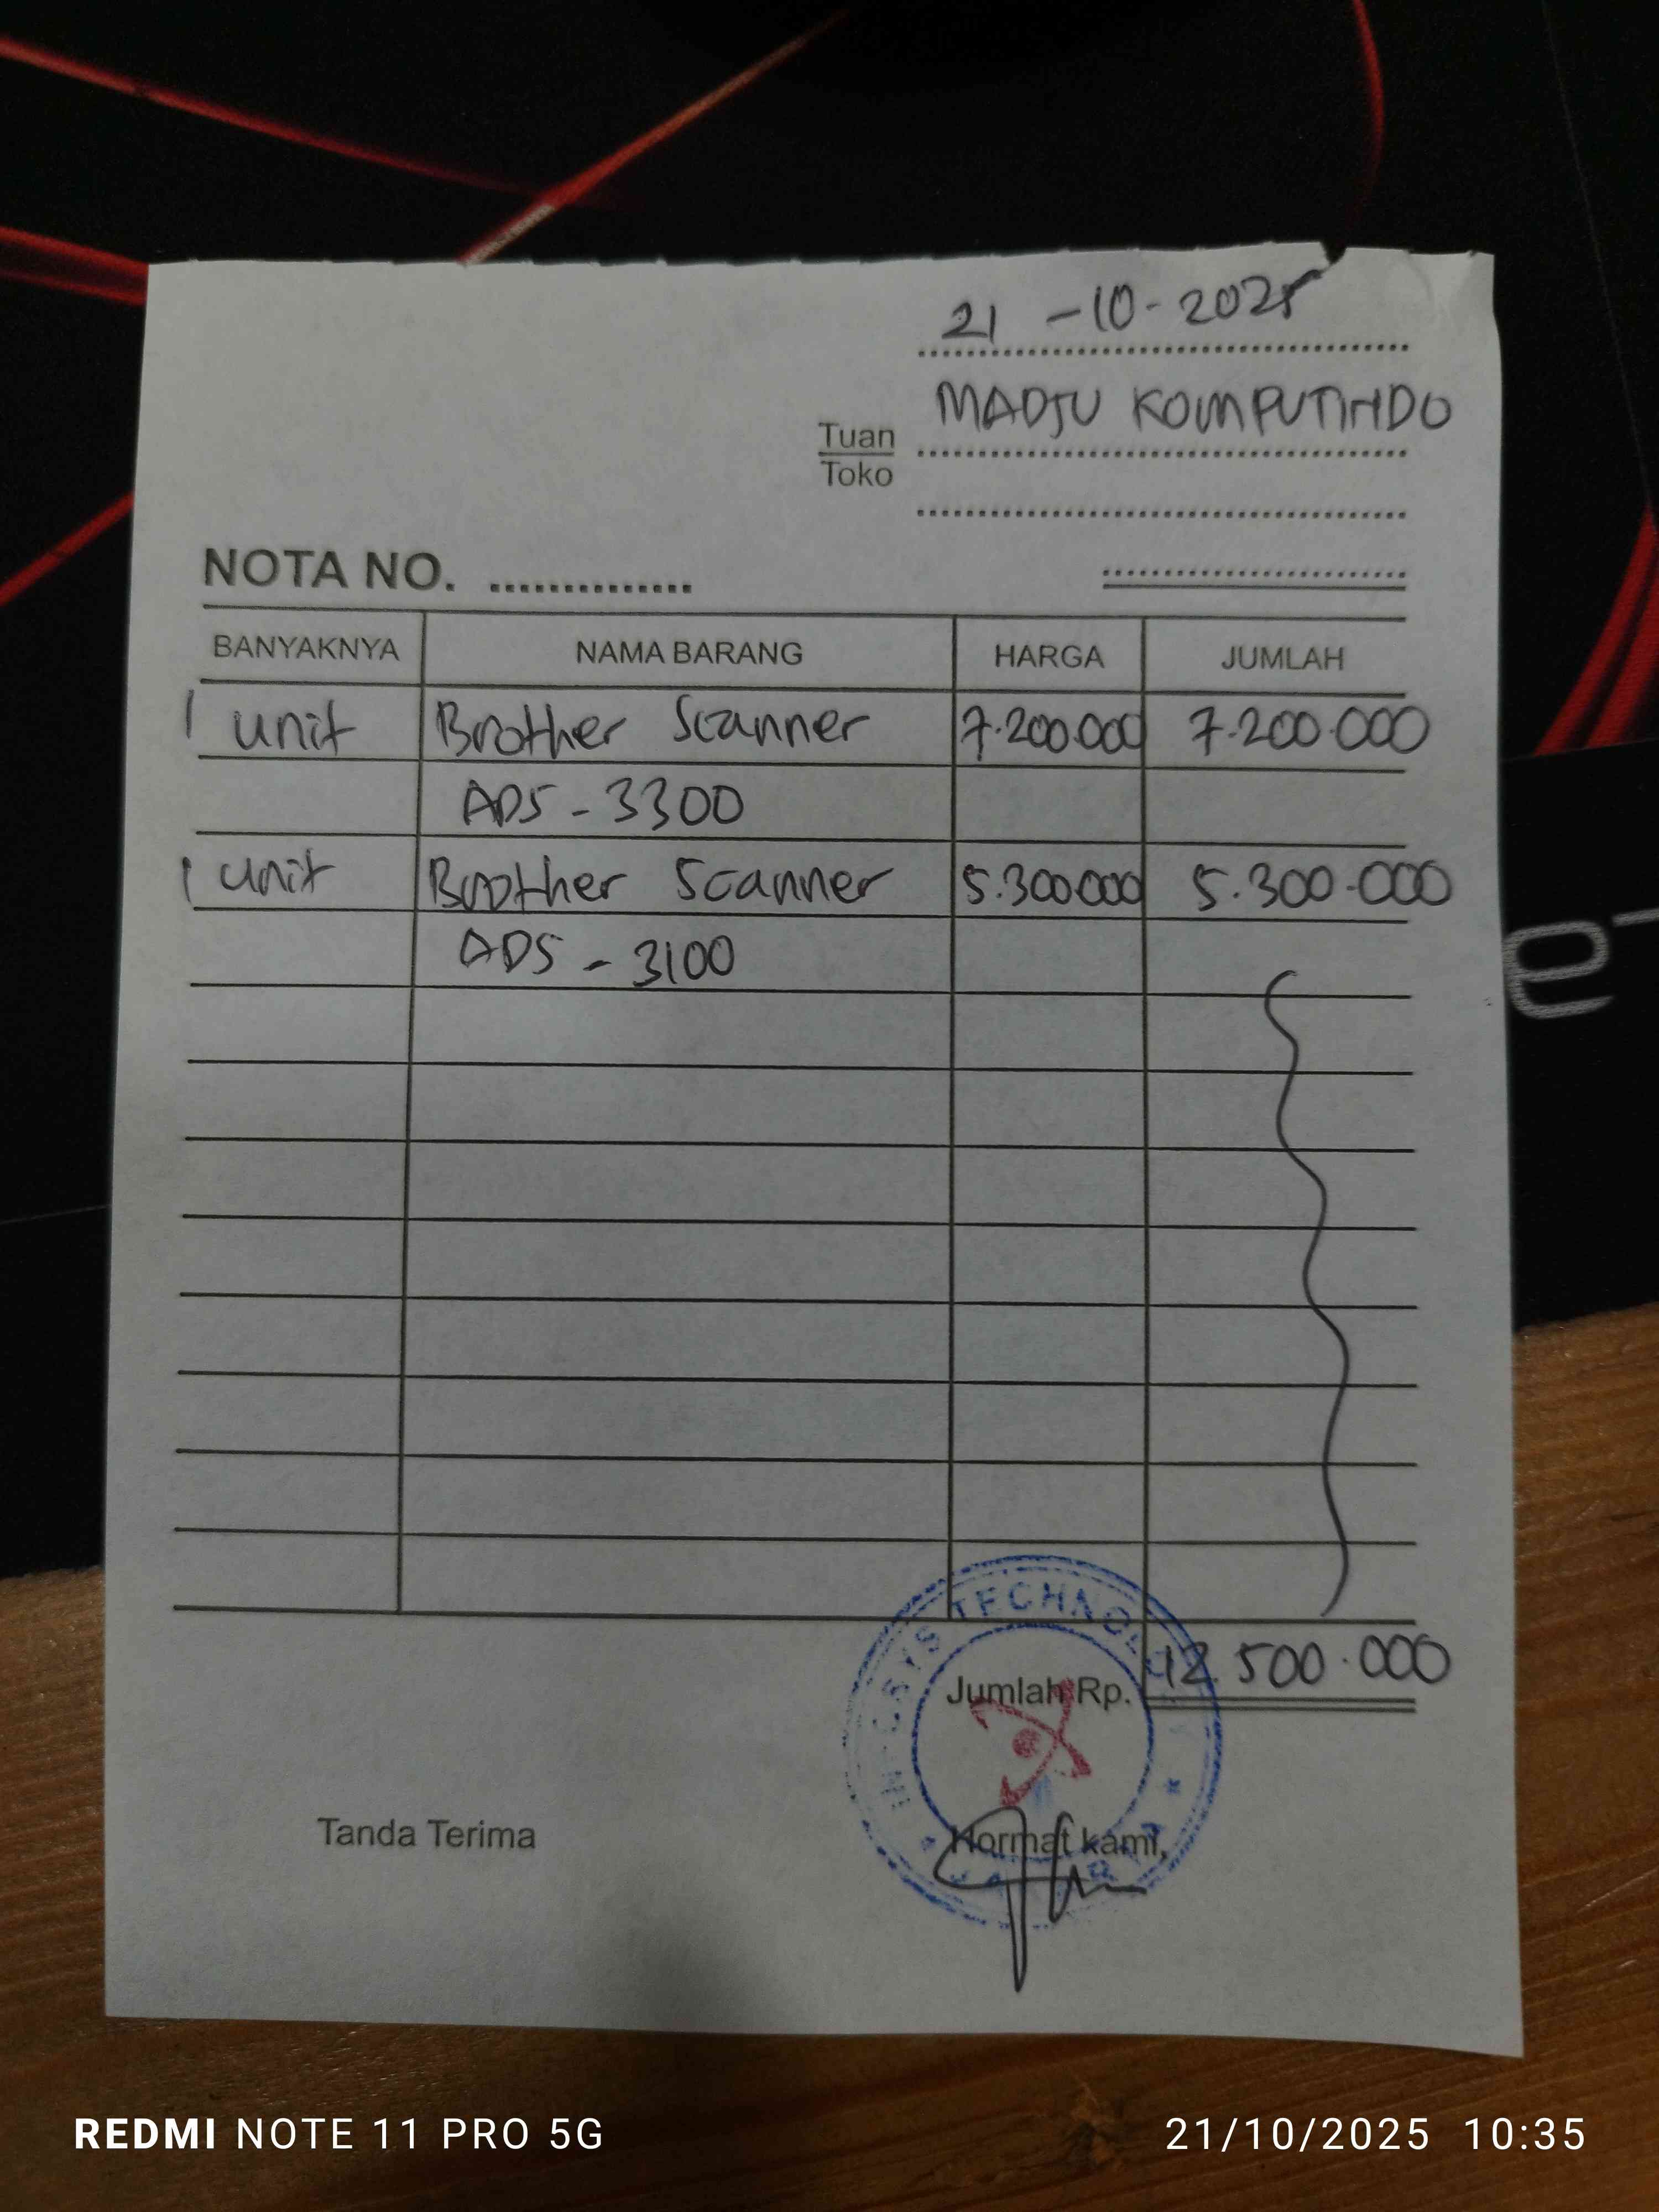 21 - 10 - 2025
MADJU KOMPUTINDO
Tuan
Toko
NOTA NO. ..............
BANYAKNYA NAMA BARANG HARGA JUMLAH
1 unit Brother Scanner 7.200.000 7.200.000
ADS - 3300
1 unit Brother Scanner 5.300.000 5.300.000
ADS - 3100
Jumlah Rp. 12.500.000
Tanda Terima Hormat kami,
e-
REDMI NOTE 11 PRO 5G 21/10/2025 10:35